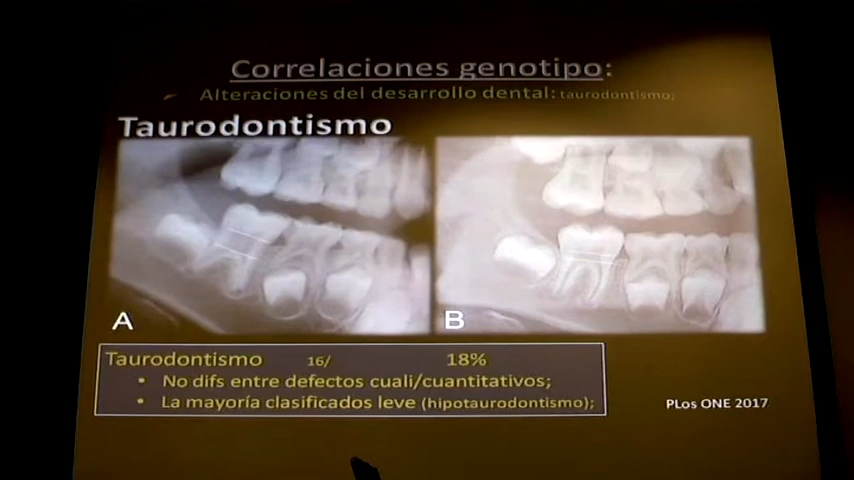 Correlaciones genotipo:
Alteraciones del desarrollo dental: taurodontismo;
Taurodontismo
A
B
Taurodontismo 16/ 18%
• No difs entre defectos cuali/cuantitativos;
• La mayoría clasificados leve (hipotaurodontismo);
PLos ONE 2017